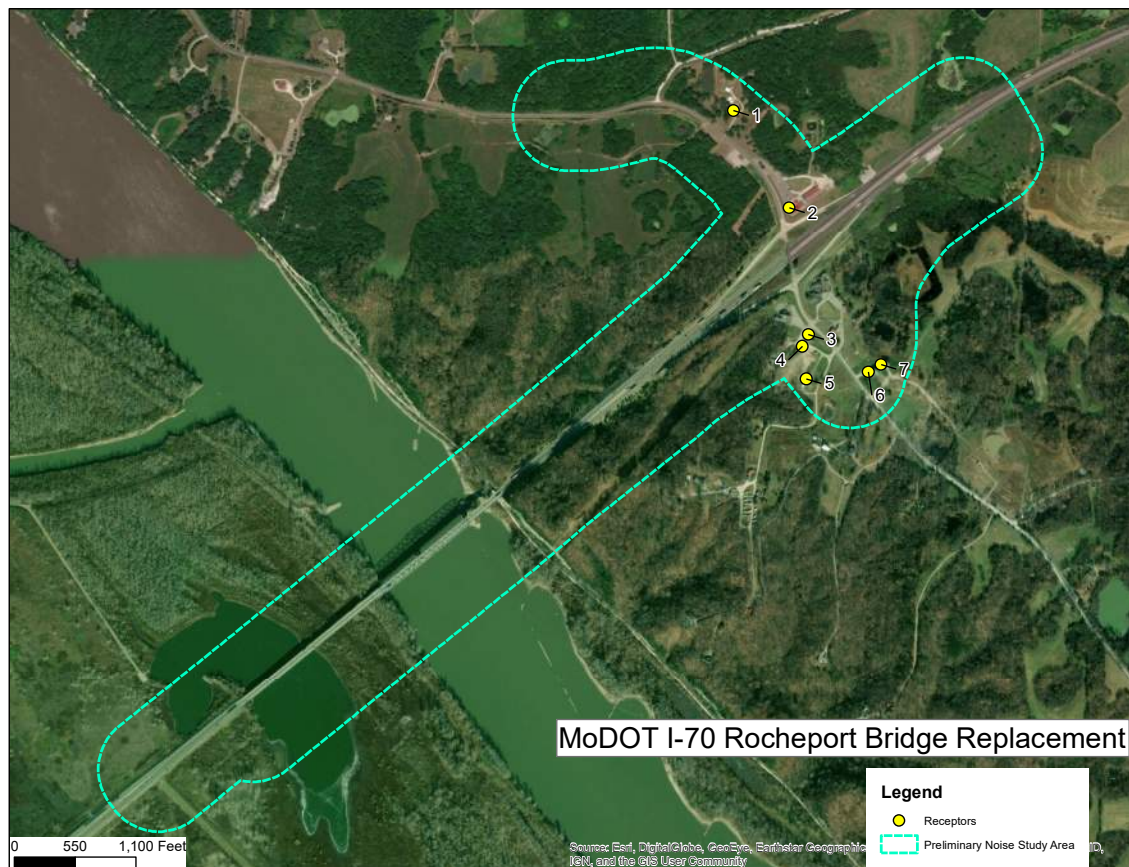 1
2
3
4
5
7
6
MoDOT I-70 Rocheport Bridge Replacement
Legend
Receptors
Preliminary Noise Study Area
0 550 1,100 Feet
Source: Esri, DigitalGlobe, GeoEye, Earthstar Geographic
IGN, and the GIS User Community